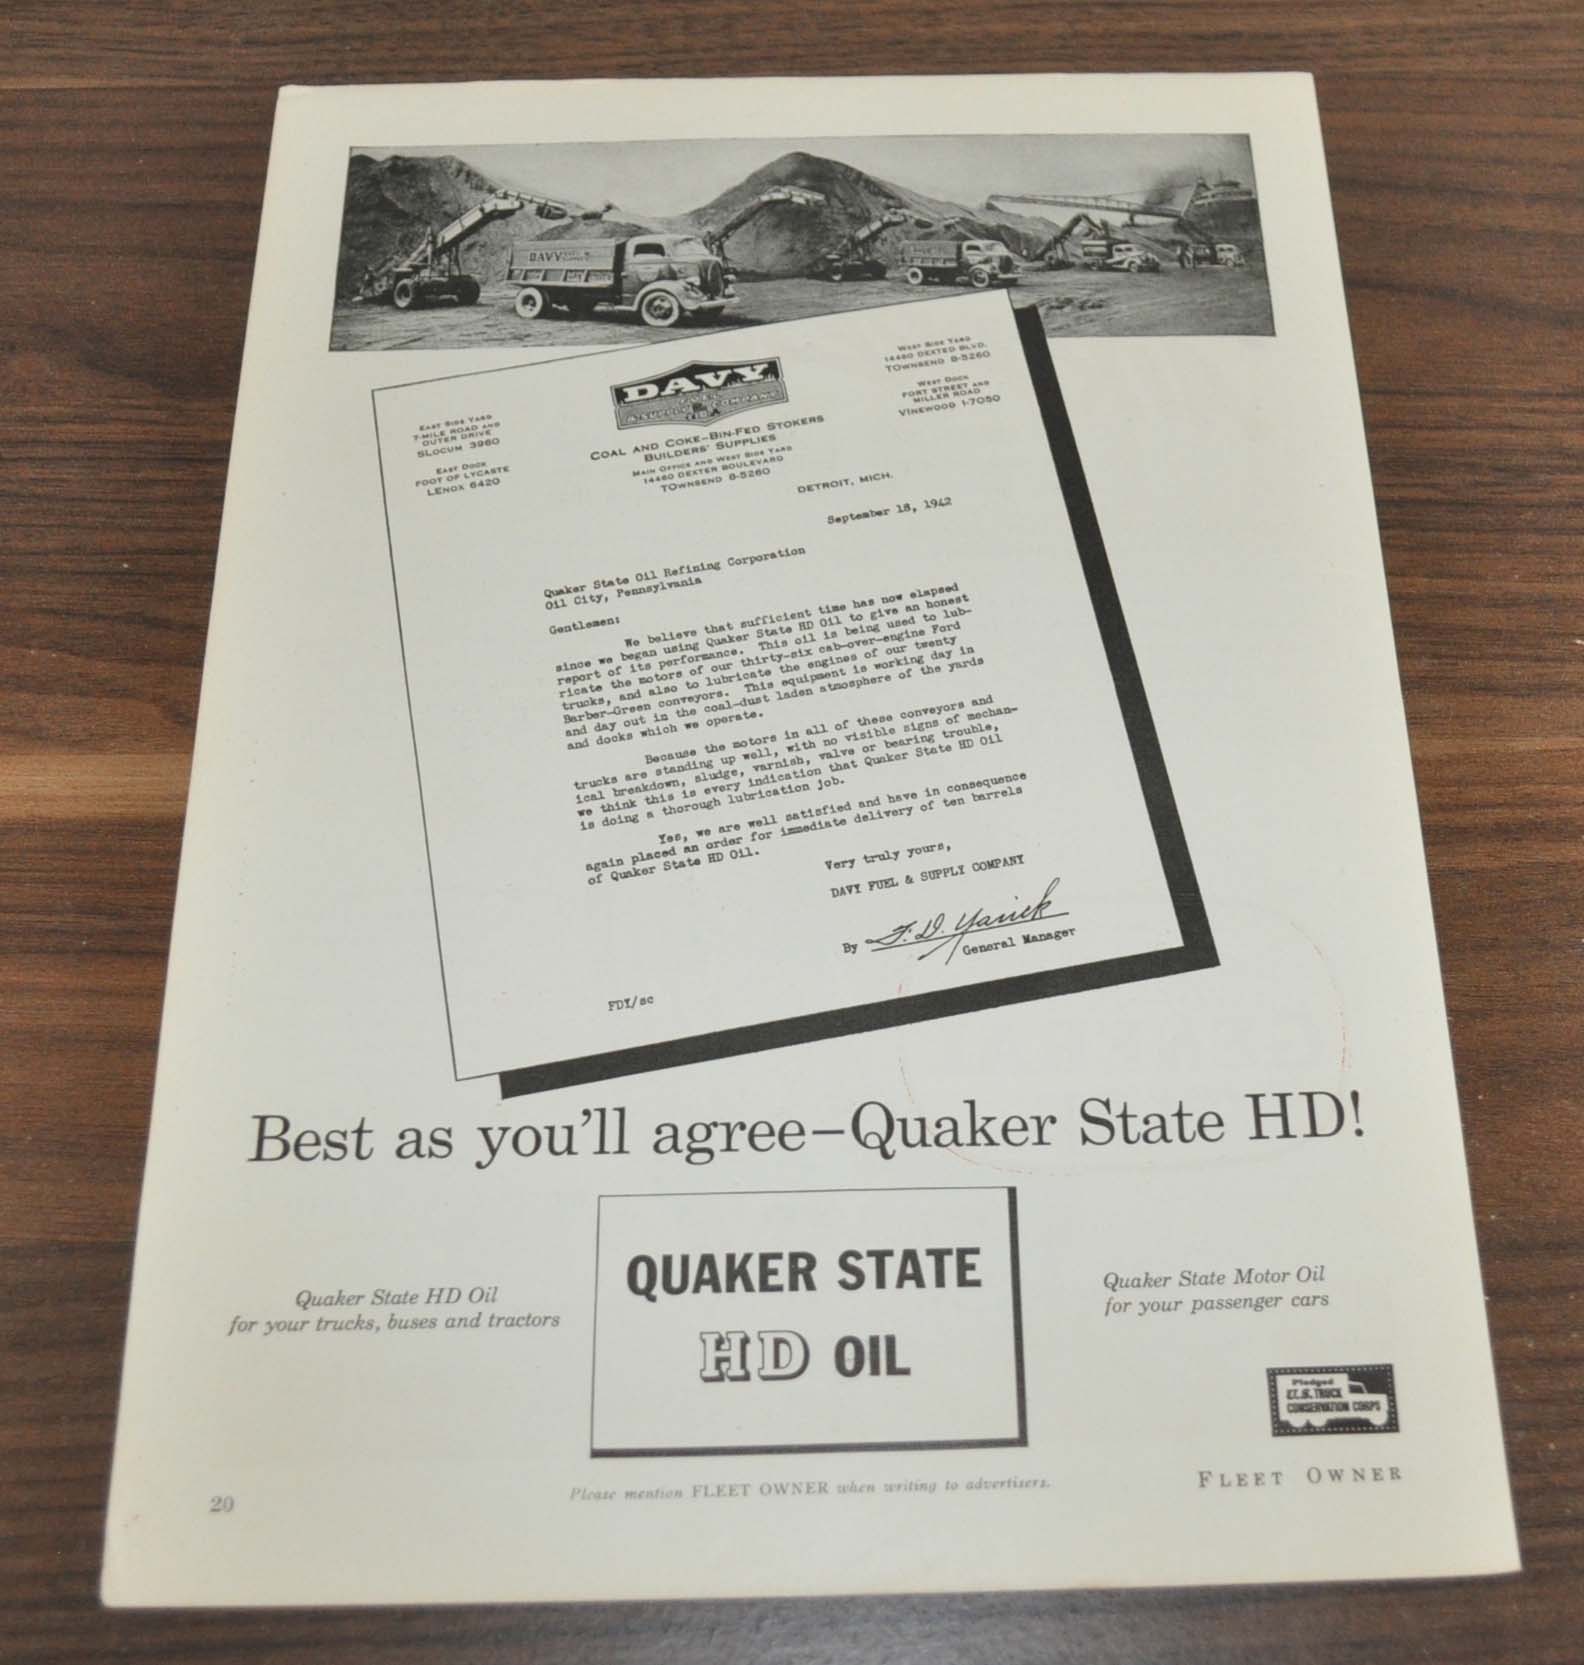 DAVY
DAVY
FUEL
& SUPPLY COMPANY
EAST SIDE YARD
7-MILE ROAD AND
OUTER DRIVE
SLOCUM 3960
EAST DOCK
FOOT OF LYCASTE
LENOX 6420
COAL AND COKE-BIN-FED STOKERS
BUILDERS' SUPPLIES
MAIN OFFICE AND WEST SIDE YARD
14460 DEXTER BOULEVARD
TOWNSEND 8-5260
WEST SIDE YARD
14460 DEXTED BLVD.
TOWNSEND 8-5260
WEST DOCK
FORT STREET AND
MILLER ROAD
VINEWOOD 1-7050
DETROIT, MICH.
September 18, 1942
Quaker State Oil Refining Corporation
Oil City, Pennsylvania
Gentlemen:
We believe that sufficient time has now elapsed
since we began using Quaker State HD Oil to give an honest
report of its performance. This oil is being used to lub-
ricate the motors of our thirty-six cab-over-engine Ford
trucks, and also to lubricate the engines of our twenty
Barber-Green conveyors. This equipment is working day in
and day out in the coal-dust laden atmosphere of the yards
and docks which we operate.
Because the motors in all of these conveyors and
trucks are standing up well, with no visible signs of mechan-
ical breakdown, sludge, varnish, valve or bearing trouble,
we think this is every indication that Quaker State HD Oil
is doing a thorough lubrication job.
Yes, we are well satisfied and have in consequence
again placed an order for immediate delivery of ten barrels
of Quaker State HD Oil.
Very truly yours,
DAVY FUEL & SUPPLY COMPANY
By F. D. Yarick
General Manager
FDY/sc
Best as you'll agree–Quaker State HD!
Quaker State HD Oil
for your trucks, buses and tractors
QUAKER STATE
HD OIL
Quaker State Motor Oil
for your passenger cars
Pledged
U.S. TRUCK
CONSERVATION CORPS
20
Please mention FLEET OWNER when writing to advertisers.
FLEET OWNER